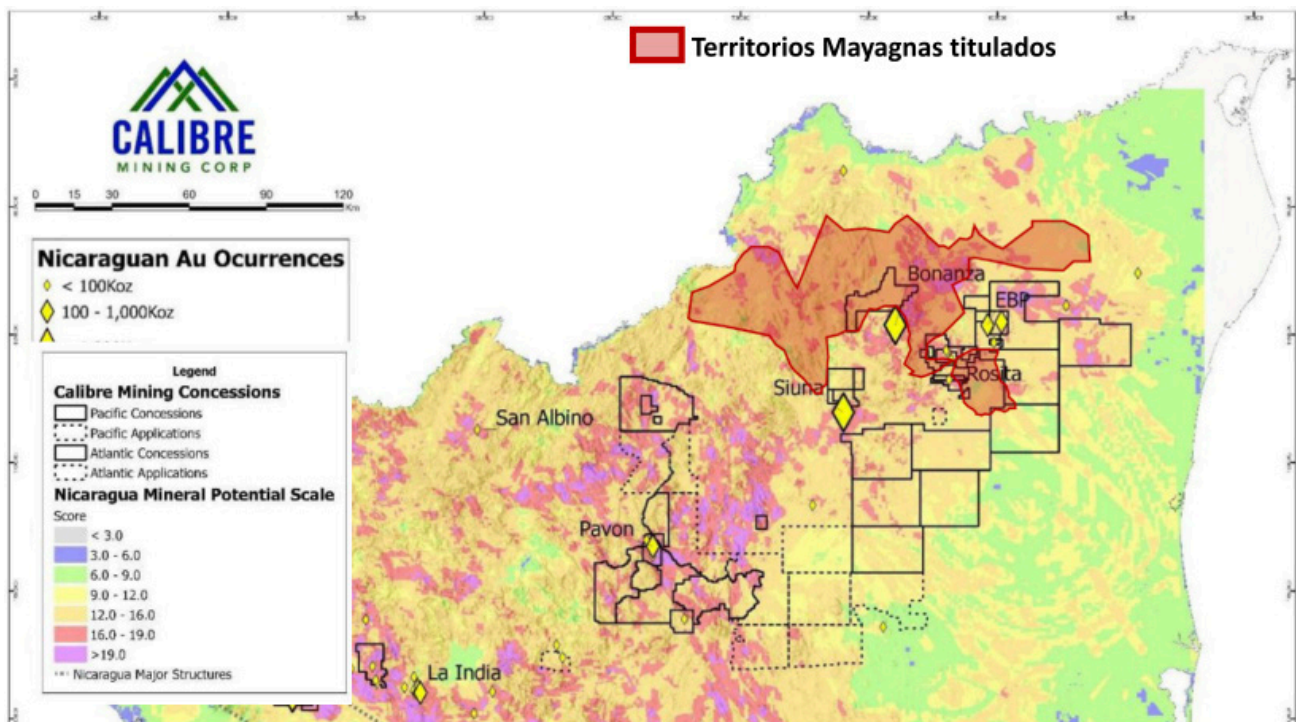 Territorios Mayagnas titulados
CALIBRE
MINING CORP
0 15 30 60 90 120
Km
Nicaraguan Au Ocurrences
< 100Koz
100 - 1,000Koz
Legend
Calibre Mining Concessions
Pacific Concessions
Pacific Applications
Atlantic Concessions
Atlantic Applications
Nicaragua Mineral Potential Scale
Score
< 3.0
3.0 - 6.0
6.0 - 9.0
9.0 - 12.0
12.0 - 16.0
16.0 - 19.0
>19.0
Nicaragua Major Structures
Bonanza
EBP
Rosita
Siuna
San Albino
Pavon
La India